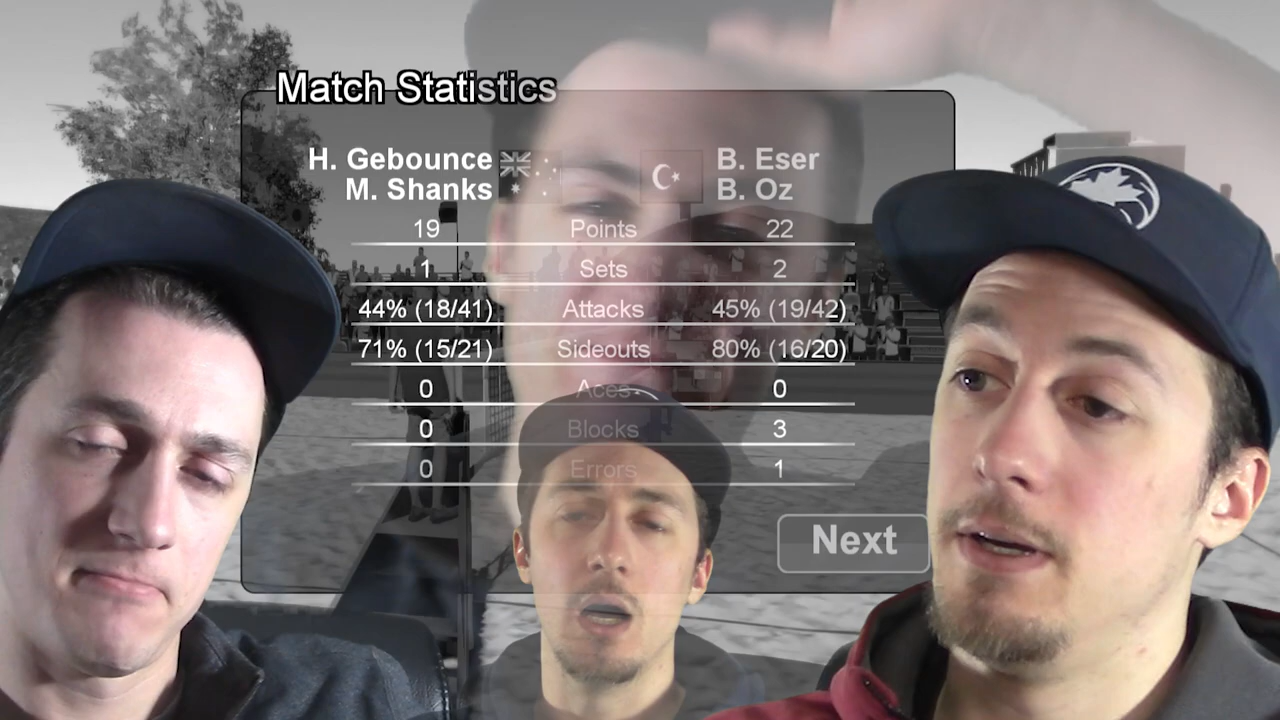 Match Statistics
H. Gebounce B. Eser
M. Shanks B. Oz
19 Points 22
1 Sets 2
44% (18/41) Attacks 45% (19/42)
71% (15/21) Sideouts 80% (16/20)
0 Aces 0
0 Blocks 3
0 Errors 1
Next